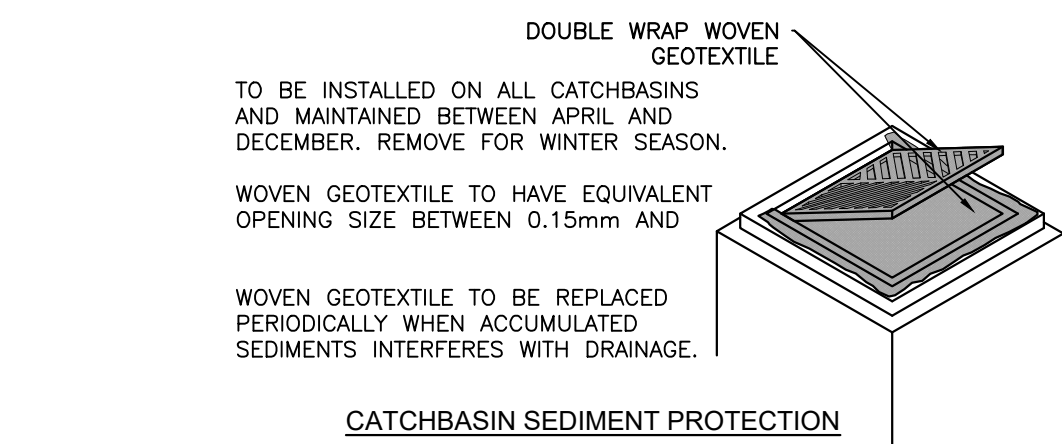 DOUBLE WRAP WOVEN
GEOTEXTILE
TO BE INSTALLED ON ALL CATCHBASINS
AND MAINTAINED BETWEEN APRIL AND
DECEMBER. REMOVE FOR WINTER SEASON.
WOVEN GEOTEXTILE TO HAVE EQUIVALENT
OPENING SIZE BETWEEN 0.15mm AND
WOVEN GEOTEXTILE TO BE REPLACED
PERIODICALLY WHEN ACCUMULATED
SEDIMENTS INTERFERES WITH DRAINAGE.
CATCHBASIN SEDIMENT PROTECTION